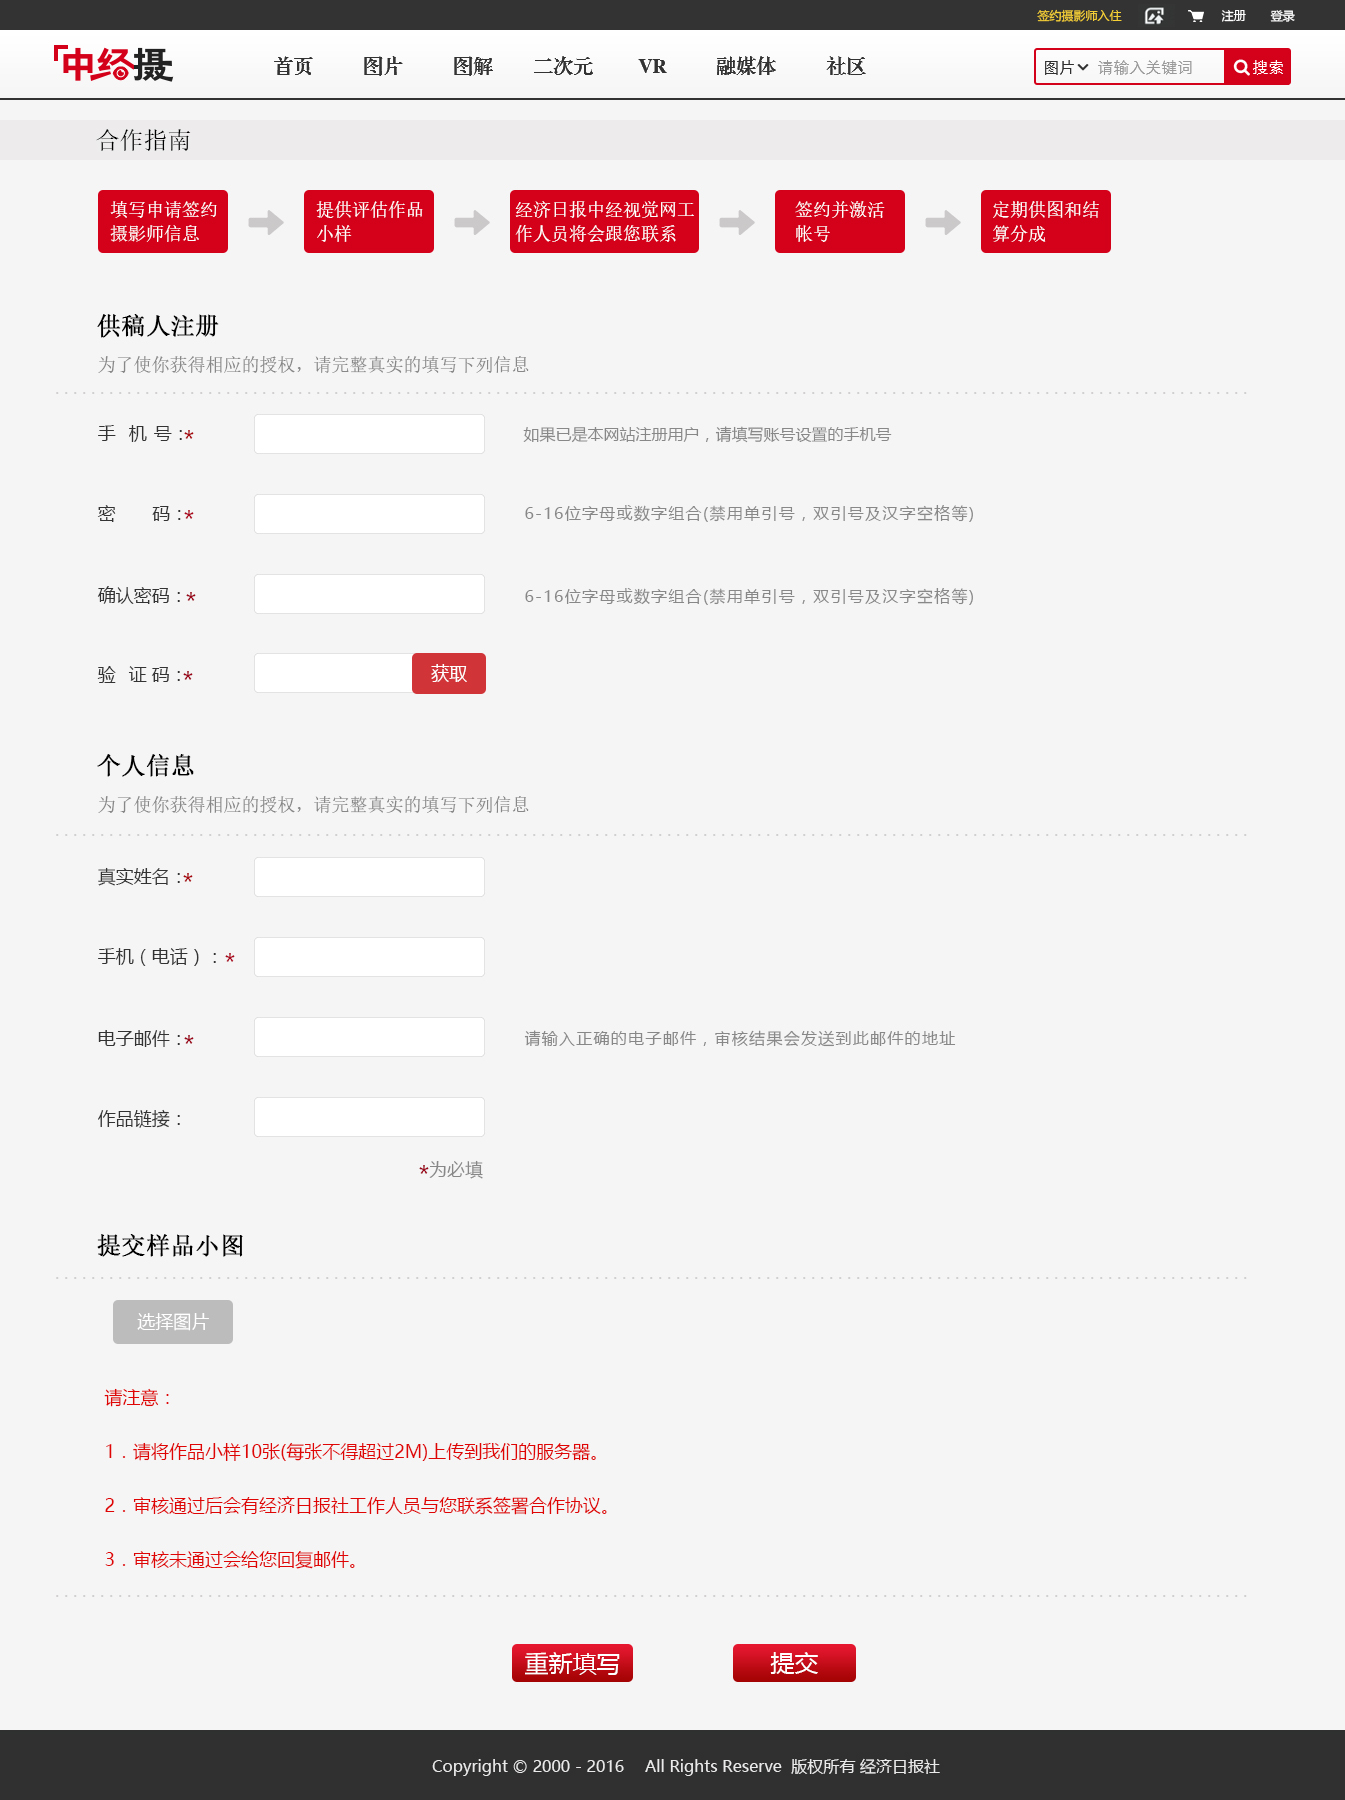 签约摄影师入住 注册 登录
中经摄 首页 图片 图解 二次元 VR 融媒体 社区 图片 请输入关键词 搜索
合作指南
填写申请签约
摄影师信息
提供评估作品
小样
经济日报中经视觉网工
作人员将会跟您联系
签约并激活
帐号
定期供图和结
算分成
供稿人注册
为了使你获得相应的授权，请完整真实的填写下列信息
手 机 号 :* 如果已是本网站注册用户，请填写账号设置的手机号
密 码 :* 6-16位字母或数字组合(禁用单引号，双引号及汉字空格等)
确认密码 : * 6-16位字母或数字组合(禁用单引号，双引号及汉字空格等)
验 证 码 :* 获取
个人信息
为了使你获得相应的授权，请完整真实的填写下列信息
真实姓名 :*
手机（电话）: *
电子邮件 :* 请输入正确的电子邮件，审核结果会发送到此邮件的地址
作品链接 :
*为必填
提交样品小图
选择图片
请注意 :
1 . 请将作品小样10张(每张不得超过2M)上传到我们的服务器。
2 . 审核通过后会有经济日报社工作人员与您联系签署合作协议。
3 . 审核未通过会给您回复邮件。
重新填写 提交
Copyright © 2000 - 2016 All Rights Reserve 版权所有 经济日报社